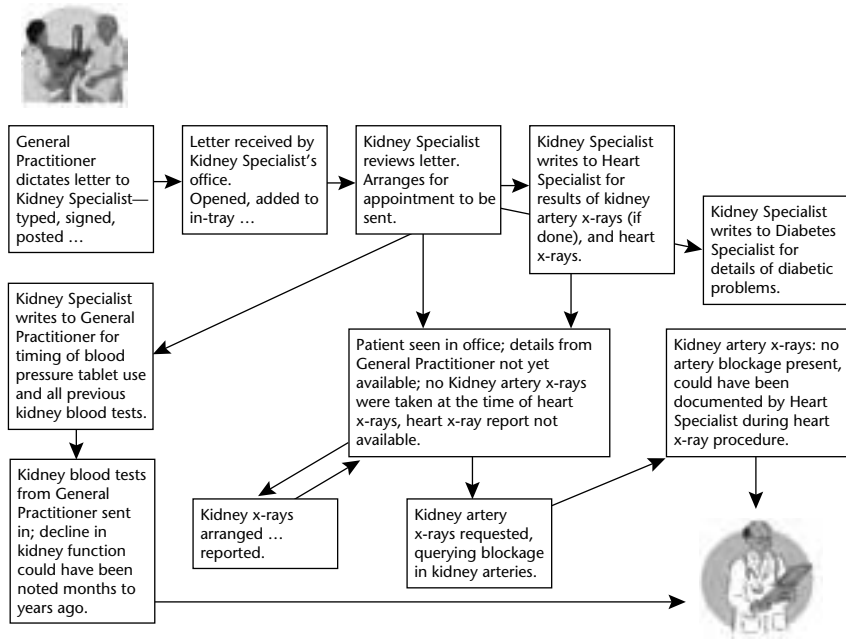 General
Practitioner
dictates letter to
Kidney Specialist—
typed, signed,
posted …
Letter received by
Kidney Specialist’s
office.
Opened, added to
in-tray …
Kidney Specialist
reviews letter.
Arranges for
appointment to be
sent.
Kidney Specialist
writes to Heart
Specialist for
results of kidney
artery x-rays (if
done), and heart
x-rays.
Kidney Specialist
writes to Diabetes
Specialist for
details of diabetic
problems.
Kidney Specialist
writes to General
Practitioner for
timing of blood
pressure tablet use
and all previous
kidney blood tests.
Patient seen in office; details from
General Practitioner not yet
available; no Kidney artery x-rays
were taken at the time of heart
x-rays, heart x-ray report not
available.
Kidney artery x-rays: no
artery blockage present,
could have been
documented by Heart
Specialist during heart
x-ray procedure.
Kidney blood tests
from General
Practitioner sent
in; decline in
kidney function
could have been
noted months to
years ago.
Kidney x-rays
arranged …
reported.
Kidney artery
x-rays requested,
querying blockage
in kidney arteries.